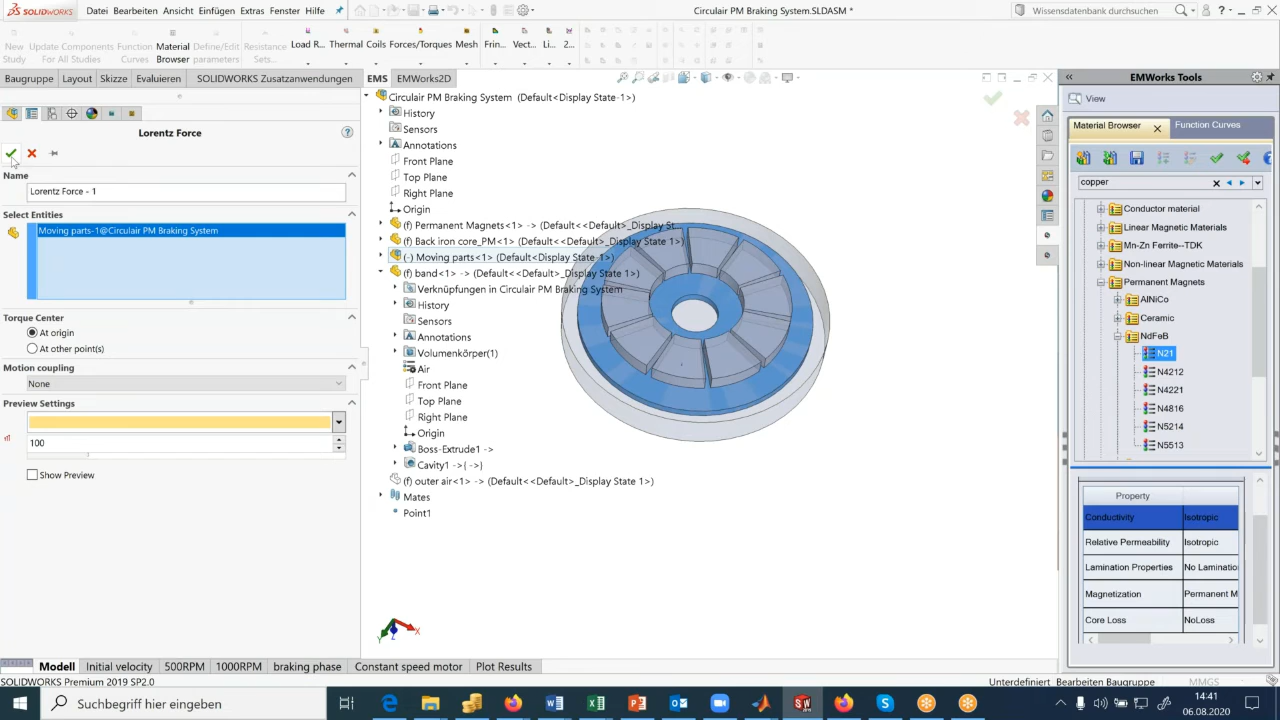 SOLIDWORKS Datei Bearbeiten Ansicht Einfügen Extras Fenster Hilfe Circulair PM Braking System.SLDASM * Wissensdatenbank durchsuchen
New Study Update Components For All Studies Function Curves Material Browser Define/Edit parameters Resistance Sets... Load R... Thermal Coils Forces/Torques Mesh Frin... Vect... Li... 2...
Baugruppe Layout Skizze Evaluieren SOLIDWORKS Zusatzanwendungen EMS EMWorks2D
Lorentz Force
Name
Lorentz Force - 1
Select Entities
Moving parts-1@Circulair PM Braking System
Torque Center
At origin
At other point(s)
Motion coupling
None
Preview Settings
100
Show Preview
Circulair PM Braking System (Default<Display State-1>)
History
Sensors
Annotations
Front Plane
Top Plane
Right Plane
Origin
(f) Permanent Magnets<1> -> (Default<<Default>_Display St...
(f) Back iron core_PM<1> (Default<<Default>_Display State 1>)
(-) Moving parts<1> (Default<Display State-1>)
(f) band<1> -> (Default<<Default>_Display State 1>)
Verknüpfungen in Circulair PM Braking System
History
Sensors
Annotations
Volumenkörper(1)
Air
Front Plane
Top Plane
Right Plane
Origin
Boss-Extrude1 ->
Cavity1 ->{ ->}
(f) outer air<1> -> (Default<<Default>_Display State 1>)
Mates
Point1
Y X Z
EMWorks Tools
View
Material Browser Function Curves
copper
Conductor material
Linear Magnetic Materials
Mn-Zn Ferrite--TDK
Non-linear Magnetic Materials
Permanent Magnets
AlNiCo
Ceramic
NdFeB
N21
N4212
N4221
N4816
N5214
N5513
Property
Conductivity Isotropic
Relative Permeability Isotropic
Lamination Properties No Laminatio
Magnetization Permanent M
Core Loss NoLoss
Modell Initial velocity 500RPM 1000RPM braking phase Constant speed motor Plot Results
SOLIDWORKS Premium 2019 SP2.0 Unterdefiniert Bearbeiten Baugruppe MMGS
Suchbegriff hier eingeben
14:41
06.08.2020